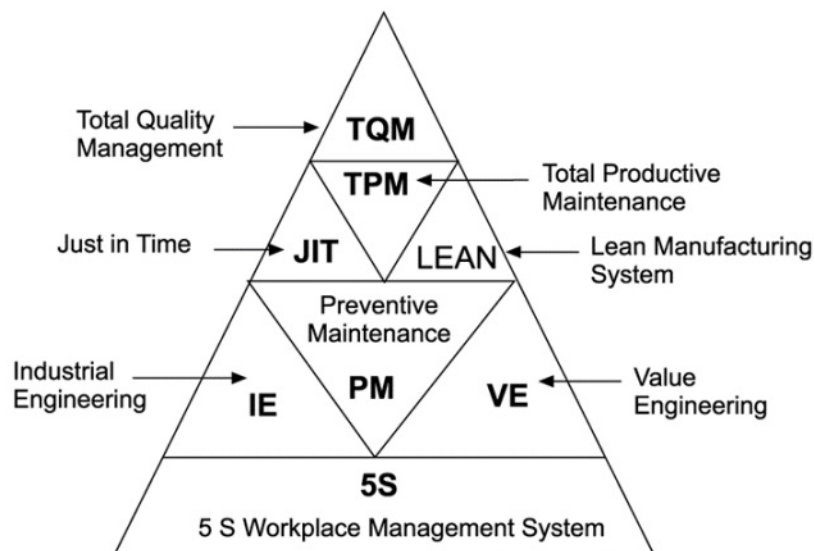 Total Quality
Management
TQM
TPM
Total Productive
Maintenance
Just in Time
JIT
LEAN
Lean Manufacturing
System
Preventive
Maintenance
Industrial
Engineering
IE
PM
VE
Value
Engineering
5S
5 S Workplace Management System